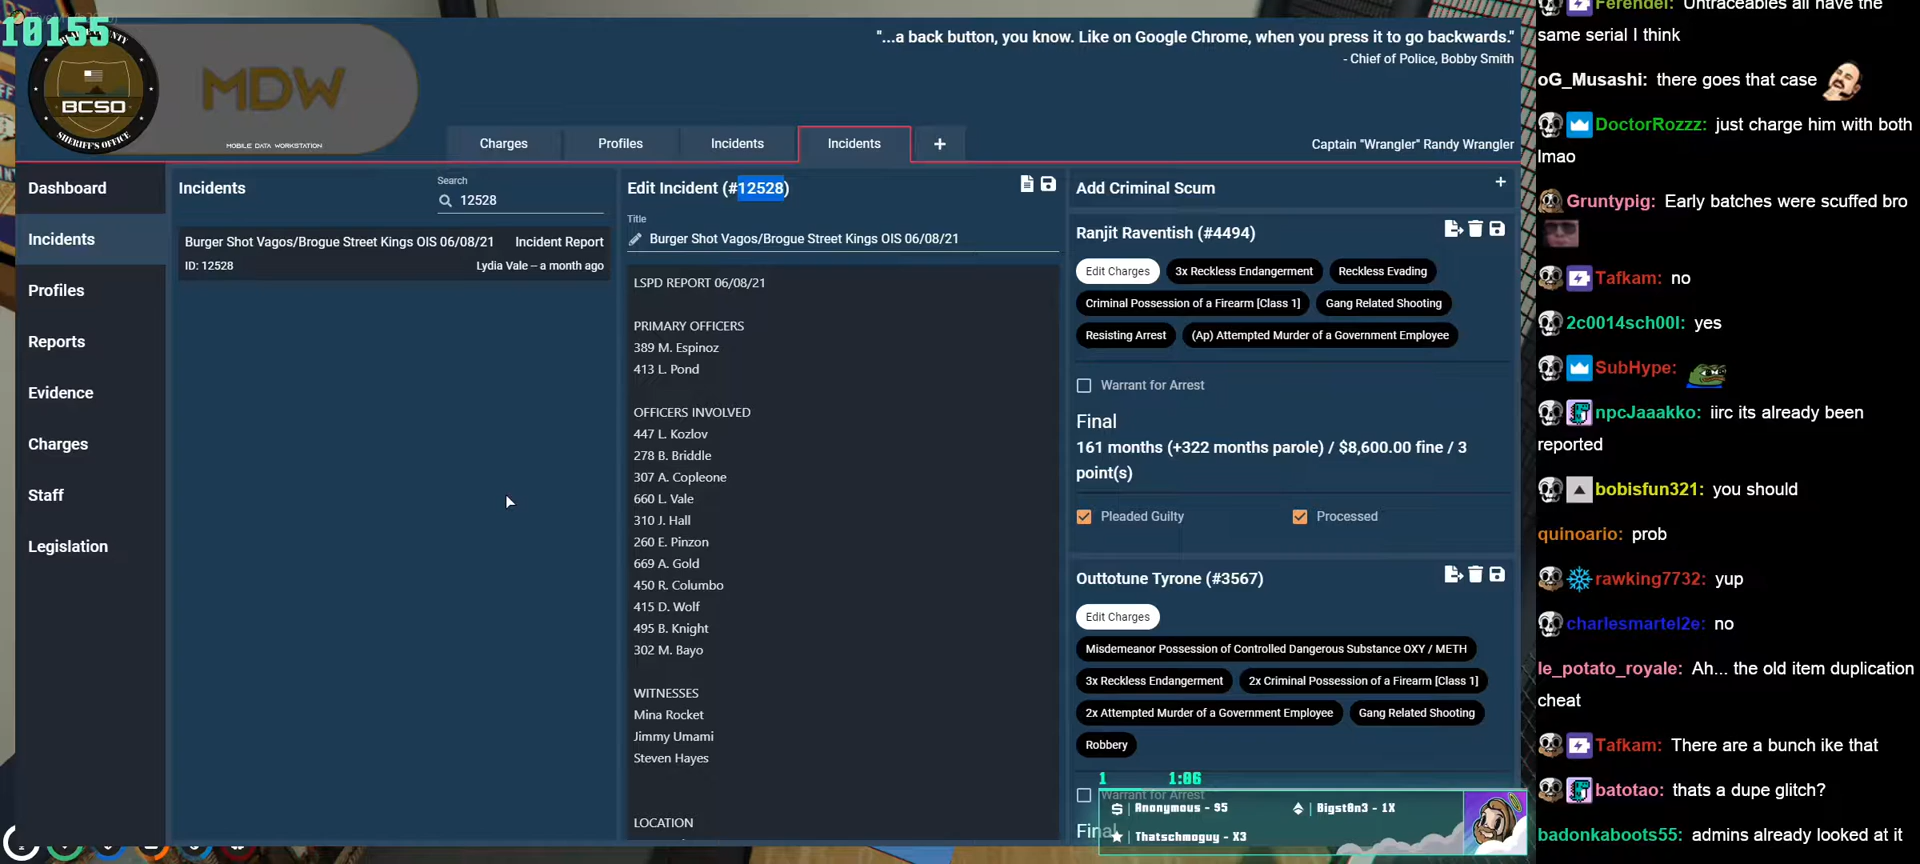 10155
BCSO
SHERIFF'S OFFICE
MDW
MOBILE DATA WORKSTATION
"...a back button, you know. Like on Google Chrome, when you press it to go backwards."
- Chief of Police, Bobby Smith
Charges
Profiles
Incidents
Incidents
+
Captain "Wrangler" Randy Wrangler
Dashboard
Incidents
Profiles
Reports
Evidence
Charges
Staff
Legislation
Incidents
Search
12528
Burger Shot Vagos/Brogue Street Kings OIS 06/08/21 Incident Report
ID: 12528 Lydia Vale – a month ago
Edit Incident (#12528)
Title
Burger Shot Vagos/Brogue Street Kings OIS 06/08/21
LSPD REPORT 06/08/21
PRIMARY OFFICERS
389 M. Espinoz
413 L. Pond
OFFICERS INVOLVED
447 L. Kozlov
278 B. Briddle
307 A. Copleone
660 L. Vale
310 J. Hall
260 E. Pinzon
669 A. Gold
450 R. Columbo
415 D. Wolf
495 B. Knight
302 M. Bayo
WITNESSES
Mina Rocket
Jimmy Umami
Steven Hayes
LOCATION
Add Criminal Scum
+
Ranjit Raventish (#4494)
Edit Charges 3x Reckless Endangerment Reckless Evading
Criminal Possession of a Firearm [Class 1] Gang Related Shooting
Resisting Arrest (Ap) Attempted Murder of a Government Employee
Warrant for Arrest
Final
161 months (+322 months parole) / $8,600.00 fine / 3
point(s)
Pleaded Guilty Processed
Outtotune Tyrone (#3567)
Edit Charges
Misdemeanor Possession of Controlled Dangerous Substance OXY / METH
3x Reckless Endangerment 2x Criminal Possession of a Firearm [Class 1]
2x Attempted Murder of a Government Employee Gang Related Shooting
Robbery
Warrant for Arrest
Final
1 1:06
Anonymous - 95 Bigst0n3 - 1X
Thatschmoguy - X3
Ferendel: Untraceables all have the
same serial I think
oG_Musashi: there goes that case
DoctorRozzz: just charge him with both
lmao
Gruntypig: Early batches were scuffed bro
Tafkam: no
2c0014sch00l: yes
SubHype:
npcJaaakko: iirc its already been
reported
bobisfun321: you should
quinoario: prob
rawking7732: yup
charlesmartel2e: no
le_potato_royale: Ah... the old item duplication
cheat
Tafkam: There are a bunch ike that
batotao: thats a dupe glitch?
badonkaboots55: admins already looked at it